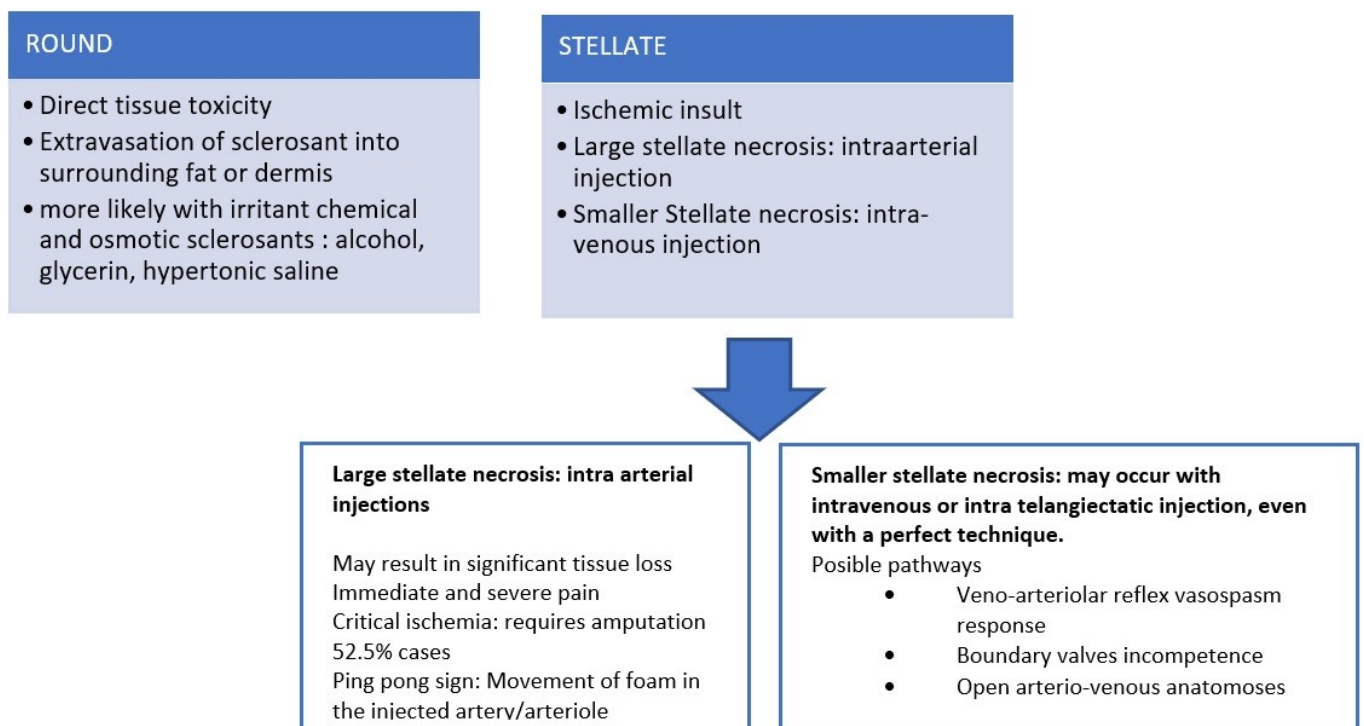 ROUND
• Direct tissue toxicity
• Extravasation of sclerosant into
surrounding fat or dermis
• more likely with irritant chemical
and osmotic sclerosants : alcohol,
glycerin, hypertonic saline
STELLATE
• Ischemic insult
• Large stellate necrosis: intraarterial
injection
• Smaller Stellate necrosis: intra-
venous injection
Large stellate necrosis: intra arterial
injections
May result in significant tissue loss
Immediate and severe pain
Critical ischemia: requires amputation
52.5% cases
Ping pong sign: Movement of foam in
the injected artery/arteriole
Smaller stellate necrosis: may occur with
intravenous or intra telangiectatic injection, even
with a perfect technique.
Posible pathways
• Veno-arteriolar reflex vasospasm
response
• Boundary valves incompetence
• Open arterio-venous anatomoses